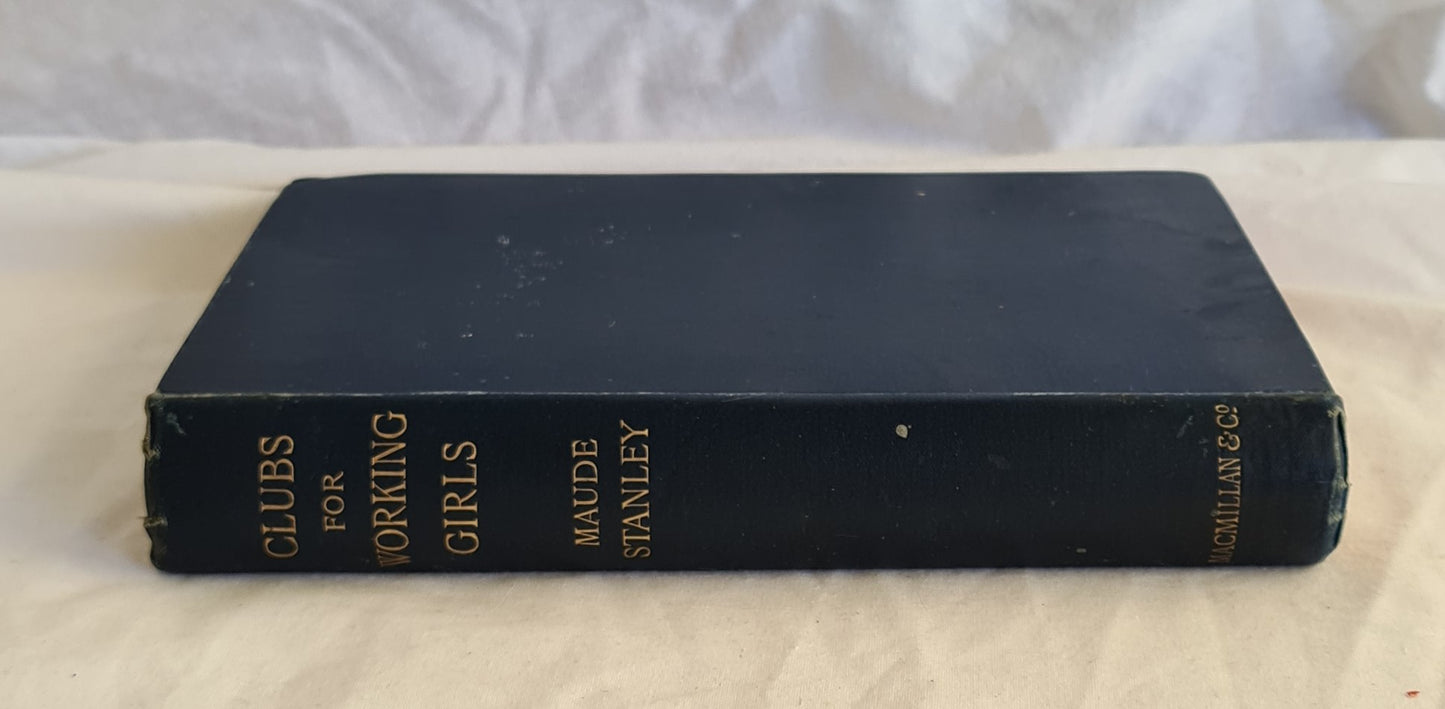 CLUBS
FOR
WORKING
GIRLS
MAUDE
STANLEY
MACMILLAN & Co.